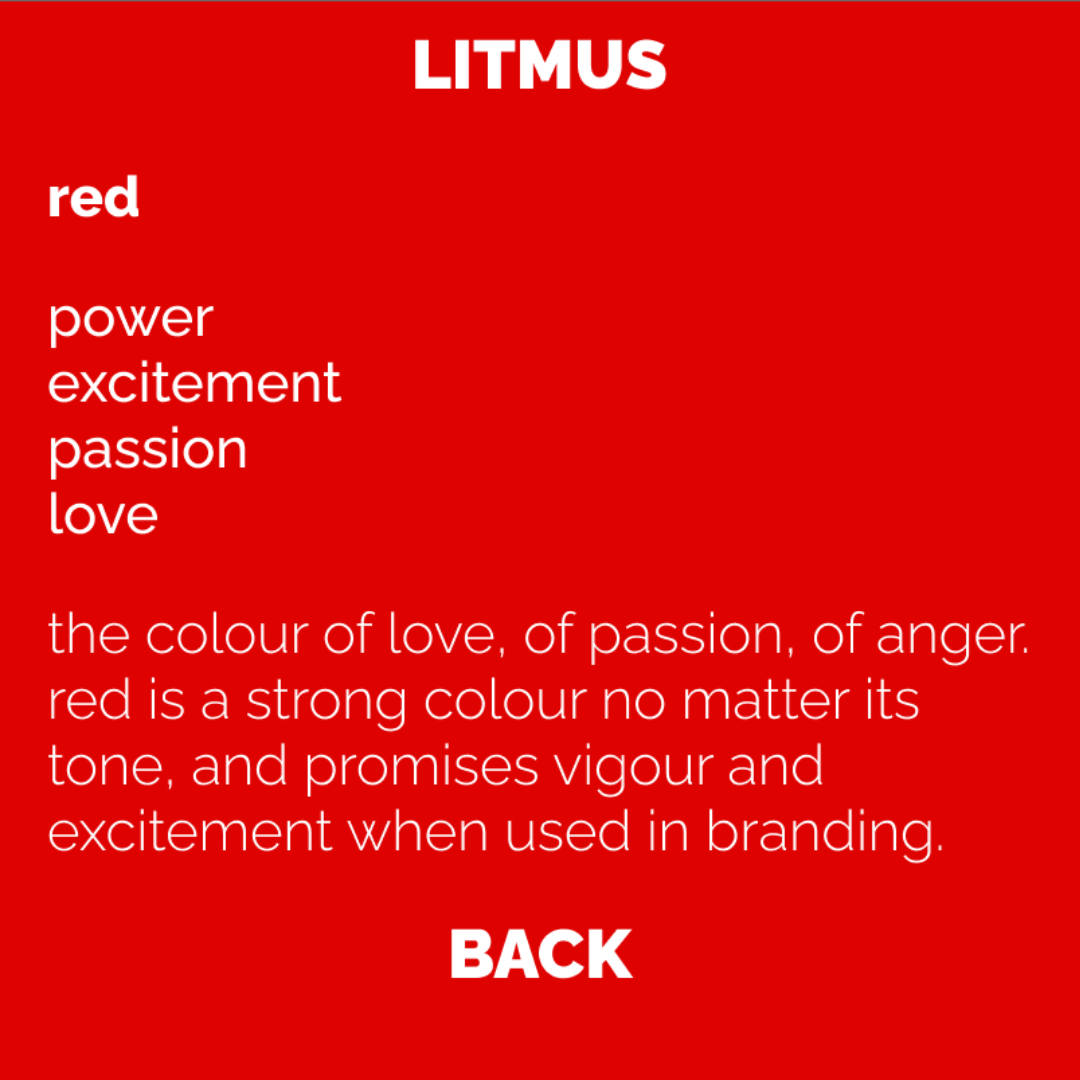 LITMUS
red
power
excitement
passion
love
the colour of love, of passion, of anger.
red is a strong colour no matter its
tone, and promises vigour and
excitement when used in branding.
BACK